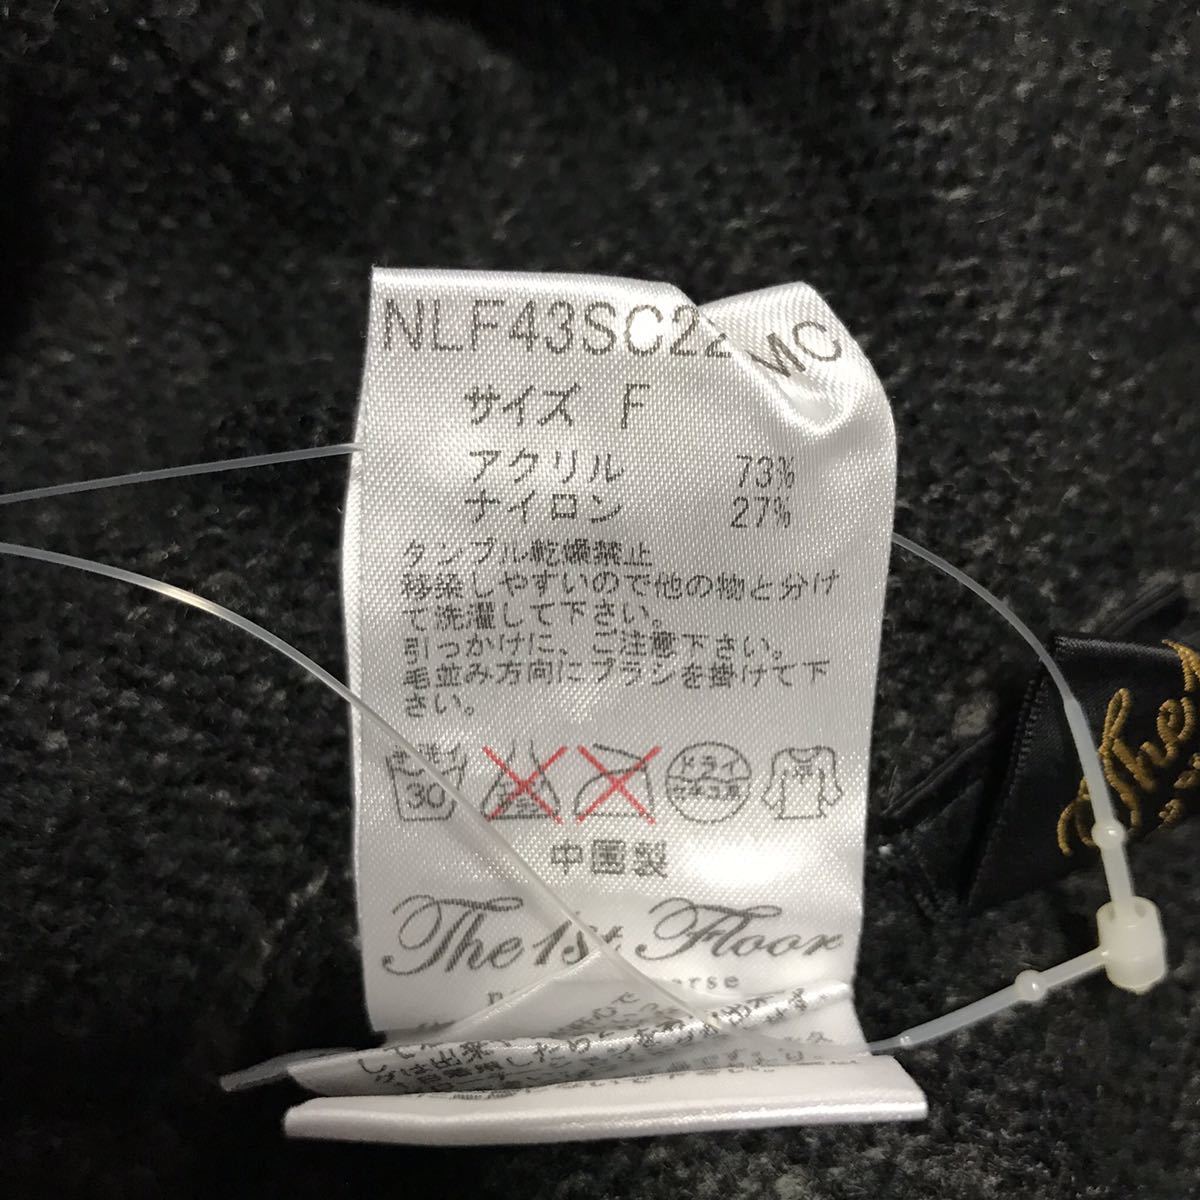 NLF43SC22 MC
サイズ F
アクリル 73%
ナイロン 27%
タンブル乾燥禁止
移染しやすいので他の物と分け
て洗濯して下さい。
引っかけに、ご注意下さい。
毛並み方向にブラシを掛けて下
さい。
30
ドライ
中国製
The 1st Floor
The